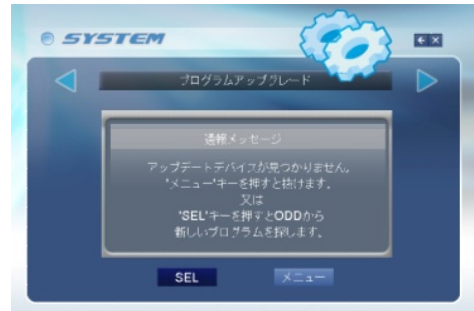 SYSTEM
プログラムアップグレード
通報メッセージ
アップデートデバイスが見つかりません。
'メニュー'キーを押すと抜けます。
又は
'SEL'キーを押すとODDから
新しいプログラムを探します。
SEL
メニュー